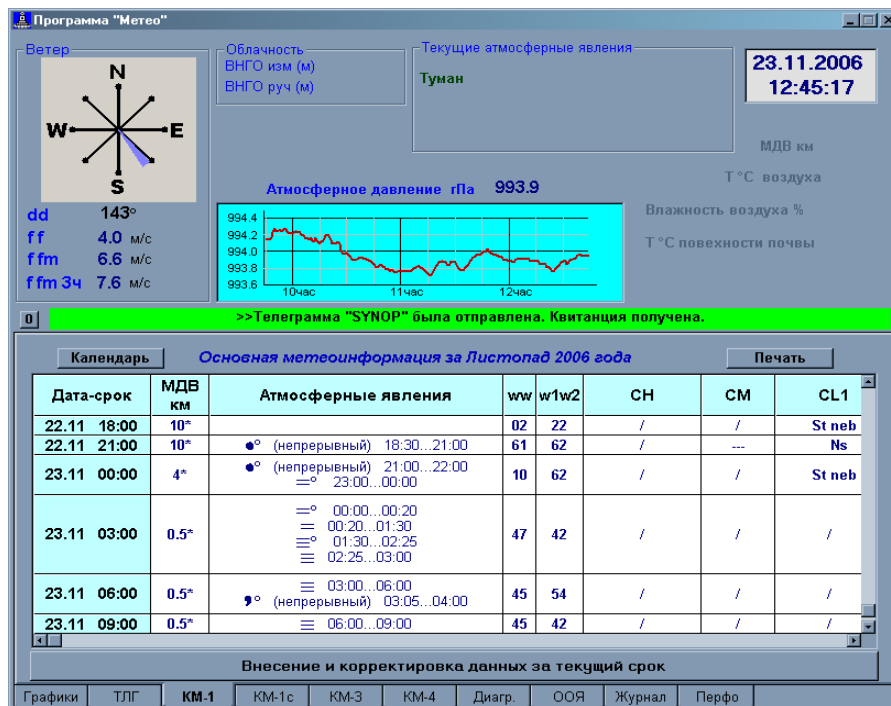 Программа "Метео"
Ветер
N
W E
S
dd 143°
ff 4.0 м/с
ffm 6.6 м/с
ffm 3ч 7.6 м/с
Облачность
ВНГО изм (м)
ВНГО руч (м)
Текущие атмосферные явления
Туман
23.11.2006
12:45:17
МДВ км
Т °С воздуха
Влажность воздуха %
Т °С повехности почвы
Атмосферное давление гПа 993.9
994.4
994.2
994.0
993.8
993.6
10час 11час 12час
0 >>Телеграмма "SYNOP" была отправлена. Квитанция получена.
Календарь Основная метеоинформация за Листопад 2006 года Печать
Дата-срок МДВ км Атмосферные явления ww w1w2 CH CM CL1
22.11 18:00 10* 02 22 / / St neb
22.11 21:00 10* (непрерывный) 18:30...21:00 61 62 / --- Ns
23.11 00:00 4* (непрерывный) 21:00...22:00 10 62 / / St neb
23:00...00:00
23.11 03:00 0.5* 00:00...00:20 47 42 / / /
00:20...01:30
01:30...02:25
02:25...03:00
23.11 06:00 0.5* 03:00...06:00 45 54 / / /
(непрерывный) 03:05...04:00
23.11 09:00 0.5* 06:00...09:00 45 42 / / /
Внесение и корректировка данных за текущий срок
Графики ТЛГ КМ-1 КМ-1с КМ-3 КМ-4 Диагр. ООЯ Журнал Перфо